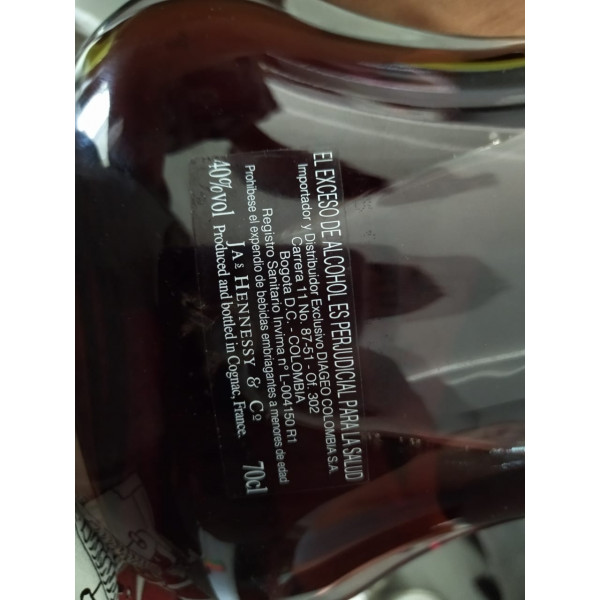 EL EXCESO DE ALCOHOL ES PERJUDICIAL PARA LA SALUD
Importador y Distribuidor Exclusivo DIAGEO COLOMBIA S.A.
Carrera 11 No. 87-51 - Of. 302
Bogota D.C. - COLOMBIA
Registro Sanitario Invima nº L-004150 R1
Prohibese el expendio de bebidas embriagantes a menores de edad
JAs HENNESSY & Cº
40%vol Produced and bottled in Cognac, France. 70cl